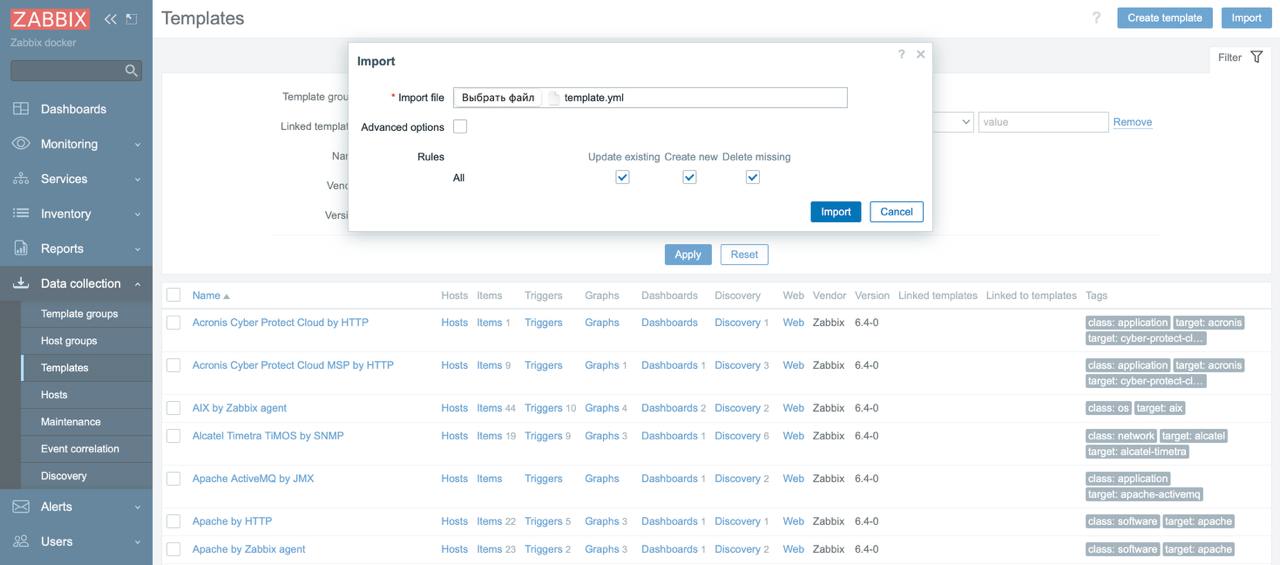 ZABBIX
Zabbix docker
Templates
?
Create template
Import
Dashboards
Monitoring
Services
Inventory
Reports
Data collection
Template groups
Host groups
Templates
Hosts
Maintenance
Event correlation
Discovery
Alerts
Users
Filter
value
Remove
Import
?
* Import file Выбрать файл template.yml
Advanced options
Rules Update existing Create new Delete missing
All
Import Cancel
Apply Reset
Name Hosts Items Triggers Graphs Dashboards Discovery Web Vendor Version Linked templates Linked to templates Tags
Acronis Cyber Protect Cloud by HTTP Hosts Items 1 Triggers Graphs Dashboards Discovery 1 Web Zabbix 6.4-0 class: application target: acronis
target: cyber-protect-cl...
Acronis Cyber Protect Cloud MSP by HTTP Hosts Items 9 Triggers Graphs 1 Dashboards 1 Discovery 3 Web Zabbix 6.4-0 class: application target: acronis
target: cyber-protect-cl...
AIX by Zabbix agent Hosts Items 44 Triggers 10 Graphs 4 Dashboards 2 Discovery 2 Web Zabbix 6.4-0 class: os target: aix
Alcatel Timetra TiMOS by SNMP Hosts Items 19 Triggers 9 Graphs 3 Dashboards 1 Discovery 6 Web Zabbix 6.4-0 class: network target: alcatel
target: alcatel-timetra
Apache ActiveMQ by JMX Hosts Items Triggers Graphs Dashboards 1 Discovery 2 Web Zabbix 6.4-0 class: application
target: apache-activemq
Apache by HTTP Hosts Items 22 Triggers 5 Graphs 3 Dashboards 1 Discovery 1 Web Zabbix 6.4-0 class: software target: apache
Apache by Zabbix agent Hosts Items 23 Triggers 2 Graphs 3 Dashboards 1 Discovery 2 Web Zabbix 6.4-0 class: software target: apache